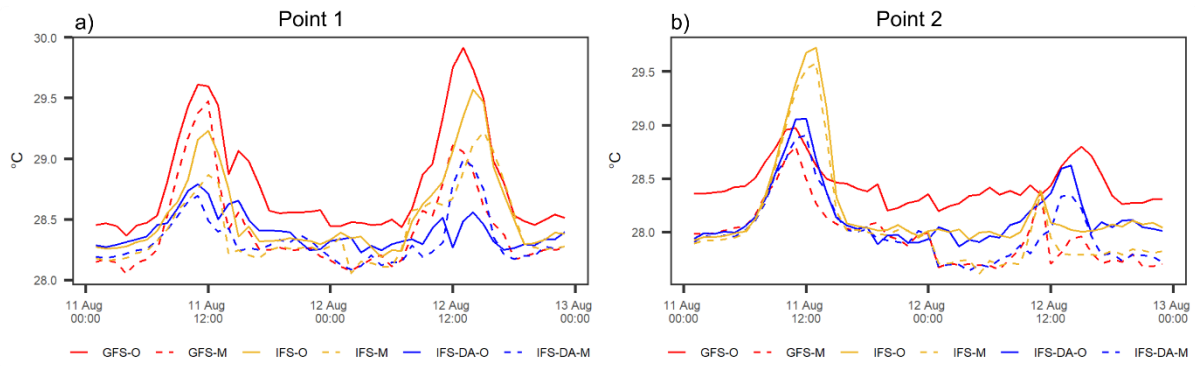 a) Point 1
30.0
29.5
29.0
28.5
28.0
°C
11 Aug 00:00
11 Aug 12:00
12 Aug 00:00
12 Aug 12:00
13 Aug 00:00
GFS-O GFS-M IFS-O IFS-M IFS-DA-O IFS-DA-M
b) Point 2
29.5
29.0
28.5
28.0
°C
11 Aug 00:00
11 Aug 12:00
12 Aug 00:00
12 Aug 12:00
13 Aug 00:00
GFS-O GFS-M IFS-O IFS-M IFS-DA-O IFS-DA-M